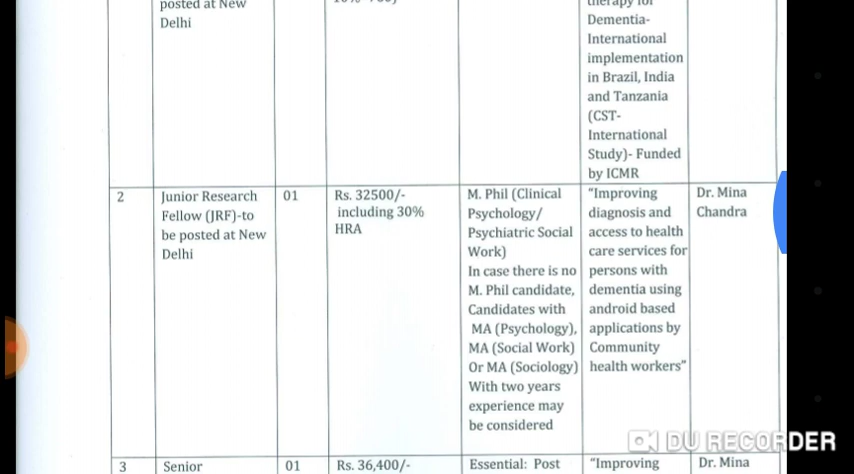 posted at New
Delhi
therapy for
Dementia-
International
implementation
in Brazil, India
and Tanzania
(CST-
International
Study)- Funded
by ICMR
2
Junior Research
Fellow (JRF)-to
be posted at New
Delhi
01
Rs. 32500/-
including 30%
HRA
M. Phil (Clinical
Psychology/
Psychiatric Social
Work)
In case there is no
M. Phil candidate,
Candidates with
MA (Psychology),
MA (Social Work)
Or MA (Sociology)
With two years
experience may
be considered
“Improving
diagnosis and
access to health
care services for
persons with
dementia using
android based
applications by
Community
health workers”
Dr. Mina
Chandra
3
Senior
01
Rs. 36,400/-
Essential: Post
“Improving
Dr. Mina
DU RECORDER